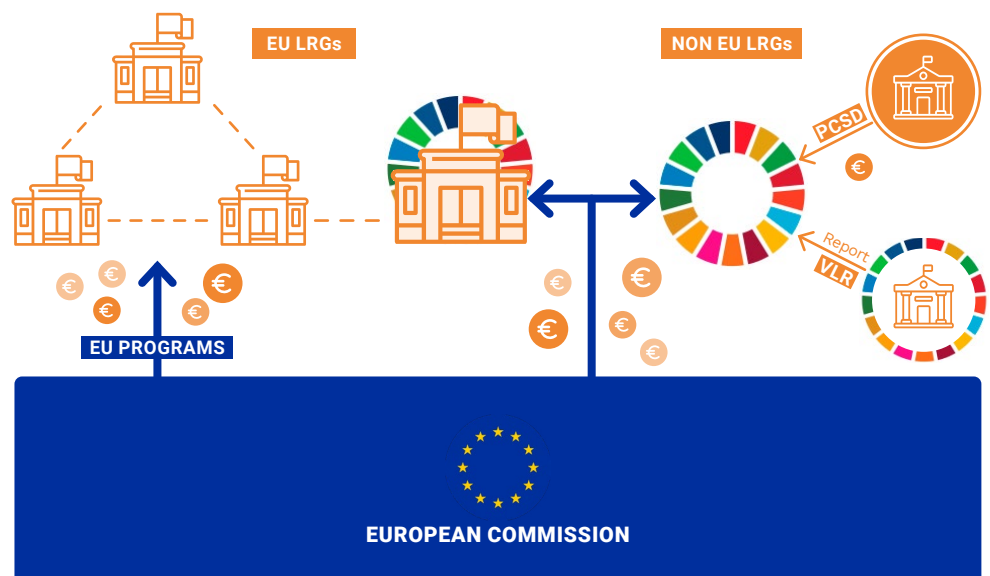 EU LRGs
NON EU LRGs
PCSD
€
Report
VLR
€
€
€
€
€
EU PROGRAMS
€
€
€
€
€
EUROPEAN COMMISSION